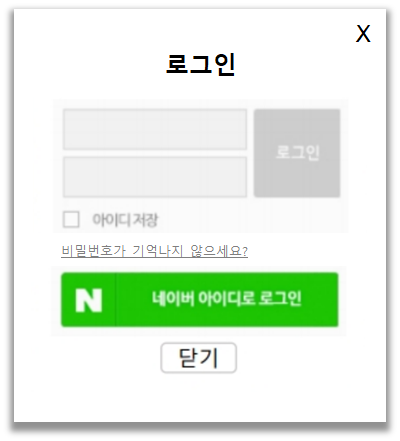 X
로그인
로그인
아이디 저장
비밀번호가 기억나지 않으세요?
N 네이버 아이디로 로그인
닫기